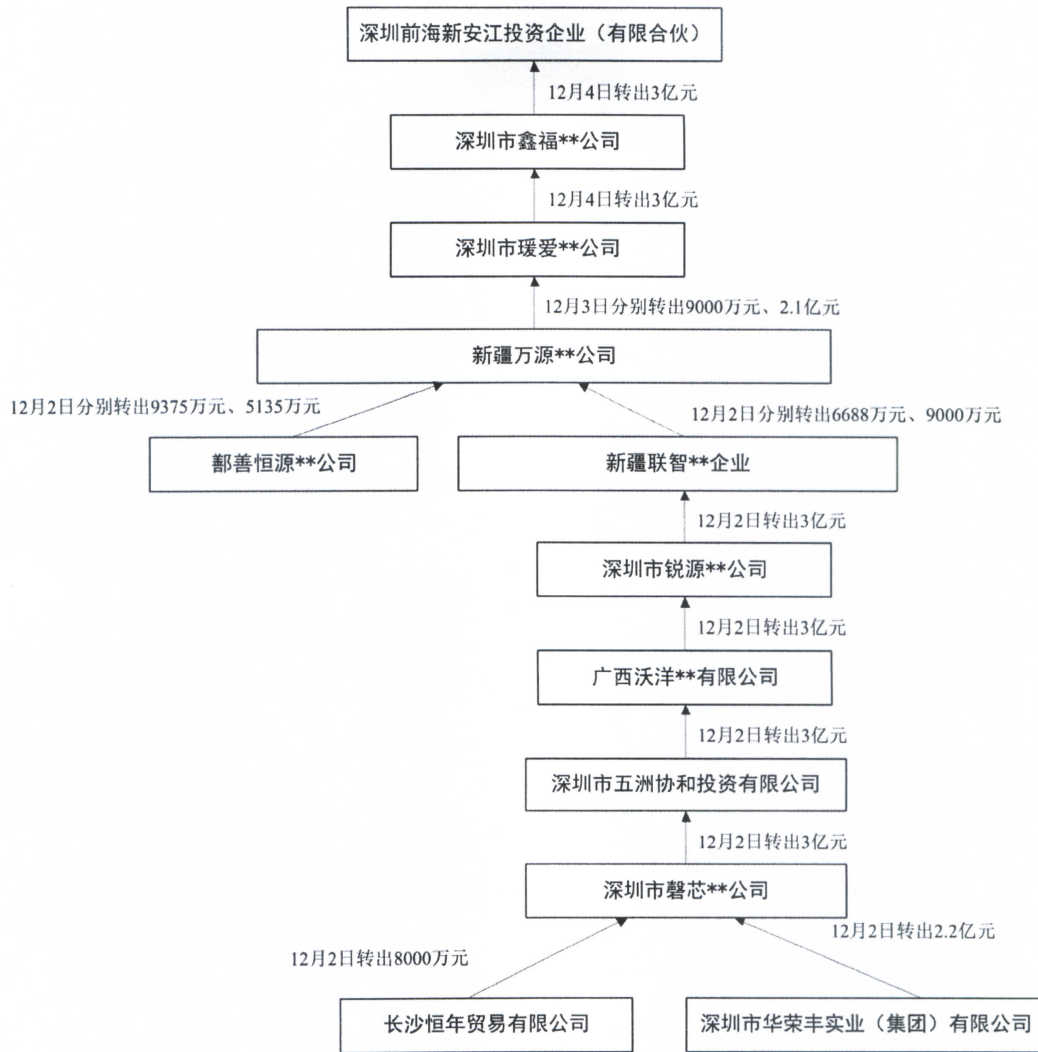 深圳前海新安江投资企业（有限合伙）
12月4日转出3亿元
深圳市鑫福**公司
12月4日转出3亿元
深圳市瑗爱**公司
12月3日分别转出9000万元、2.1亿元
新疆万源**公司
12月2日分别转出9375万元、5135万元
12月2日分别转出6688万元、9000万元
鄯善恒源**公司
新疆联智**企业
12月2日转出3亿元
深圳市锐源**公司
12月2日转出3亿元
广西沃洋**有限公司
12月2日转出3亿元
深圳市五洲协和投资有限公司
12月2日转出3亿元
深圳市磬芯**公司
12月2日转出2.2亿元
12月2日转出8000万元
长沙恒年贸易有限公司
深圳市华荣丰实业（集团）有限公司